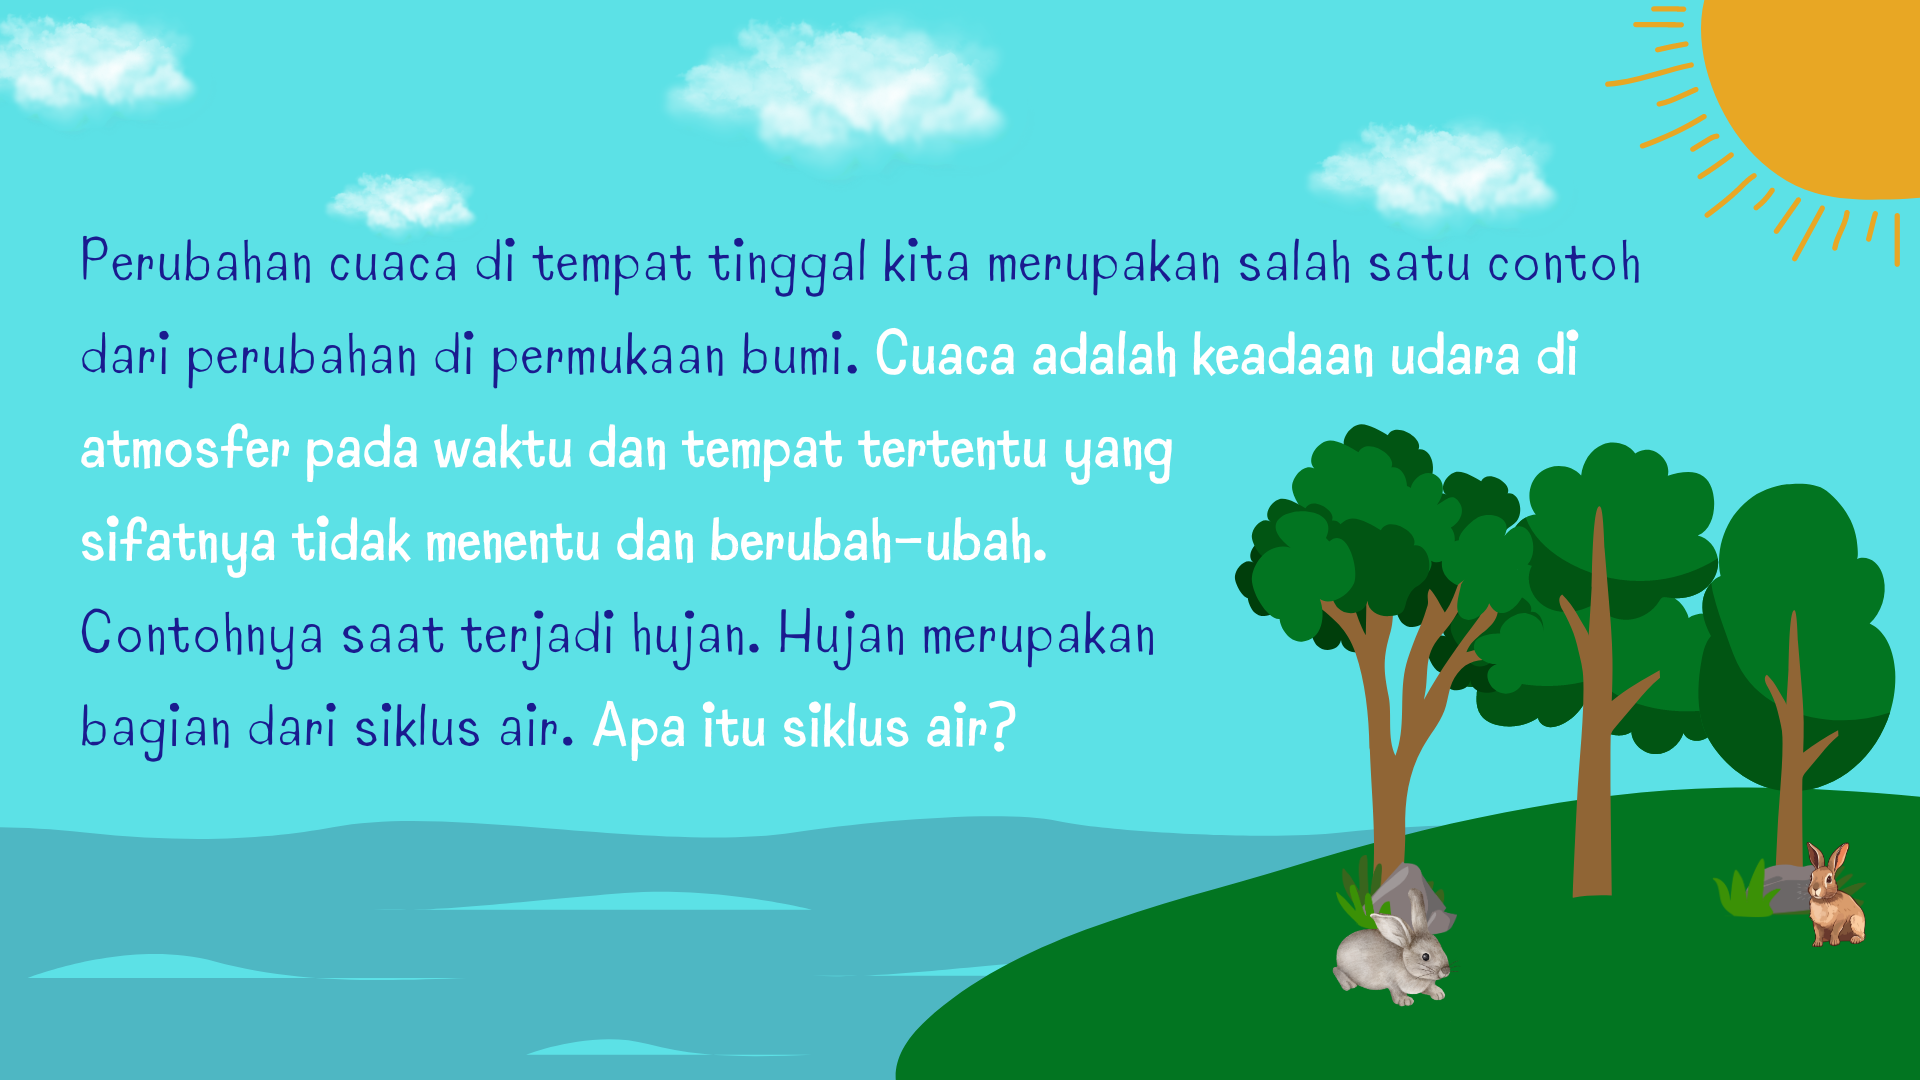 Perubahan cuaca di tempat tinggal kita merupakan salah satu contoh
dari perubahan di permukaan bumi. Cuaca adalah keadaan udara di
atmosfer pada waktu dan tempat tertentu yang
sifatnya tidak menentu dan berubah-ubah.
Contohnya saat terjadi hujan. Hujan merupakan
bagian dari siklus air. Apa itu siklus air?